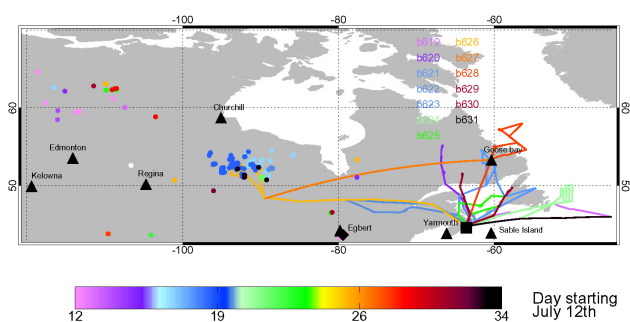 -100 -80 -60
b619 b626
b620 b627
b621 b628
b622 b629
b623 b630
b624 b631
b625
60 60
50 50
Churchill
Edmonton
Goose bay
Kelowna
Regina
Egbert
Yarmouth
Sable Island
-100 -80 -60
12 19 26 34
Day starting
July 12th